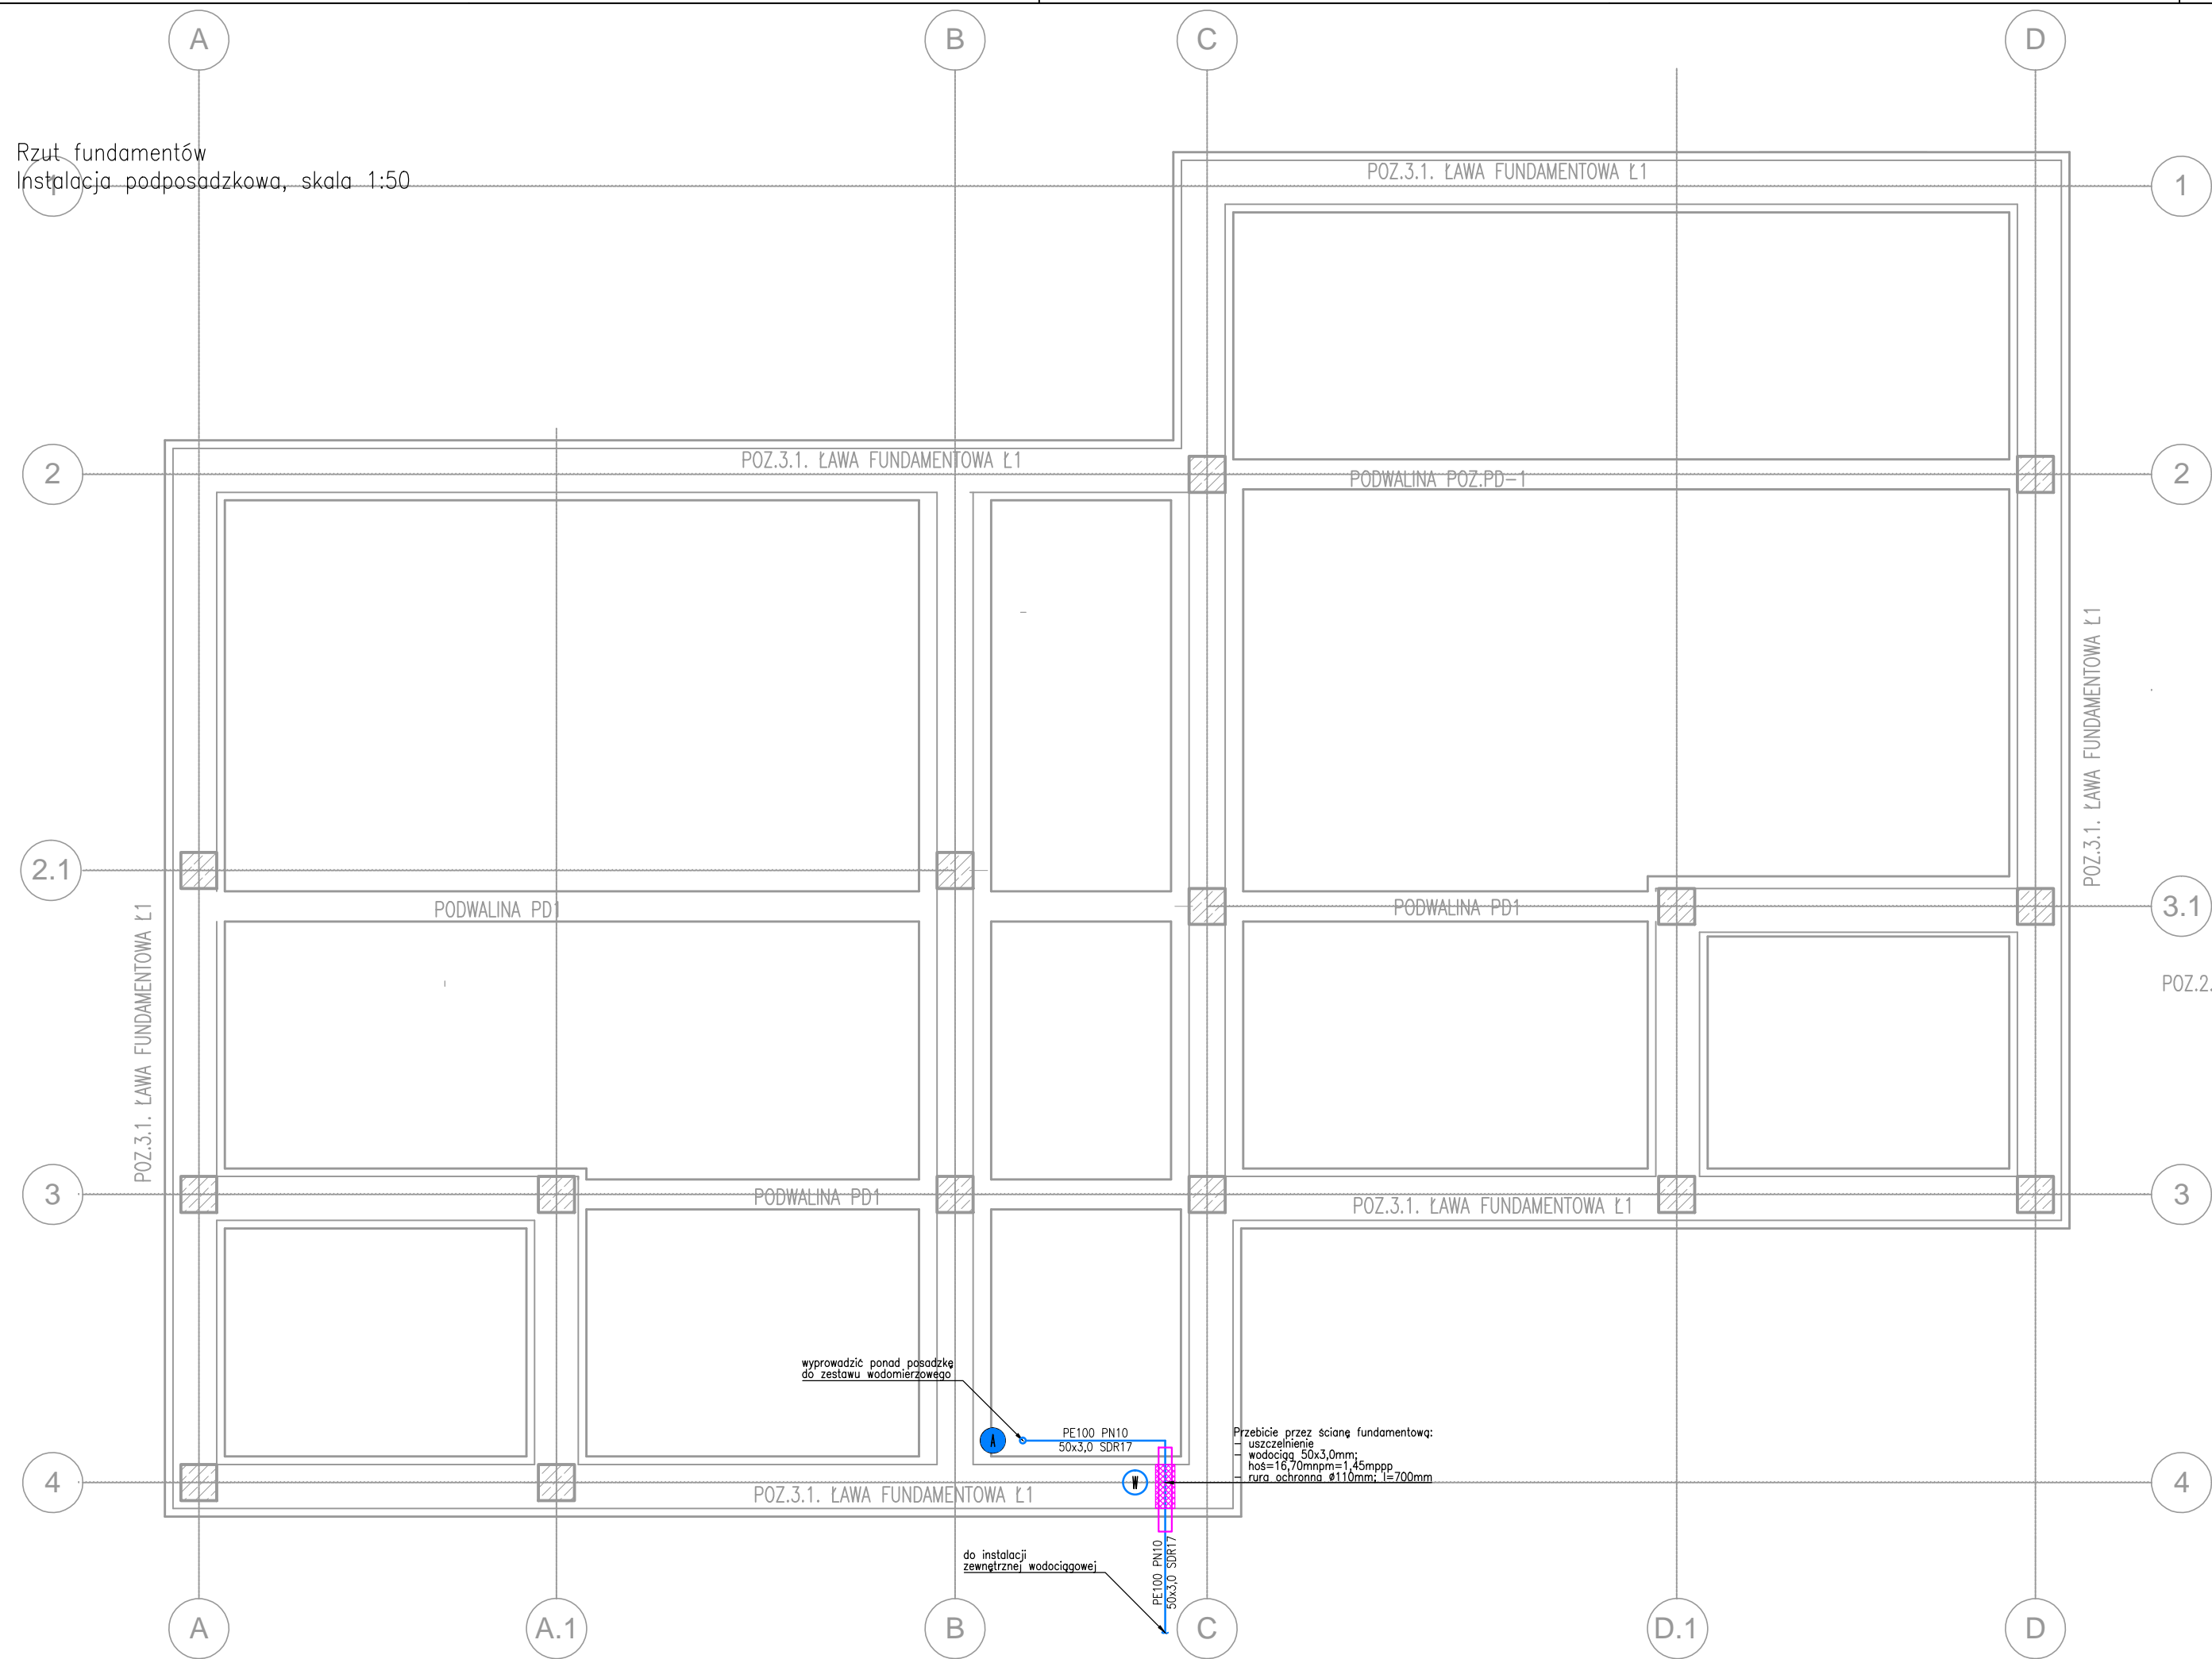 A
B
C
D
Rzut fundamentów
Instalacja podposadzkowa, skala 1:50
1
POZ.3.1. ŁAWA FUNDAMENTOWA Ł1
1
2
POZ.3.1. ŁAWA FUNDAMENTOWA Ł1
PODWALINA POZ.PD-1
2
POZ.3.1. ŁAWA FUNDAMENTOWA Ł1
2.1
PODWALINA PD1
PODWALINA PD1
3.1
POZ.3.1. ŁAWA FUNDAMENTOWA Ł1
POZ.2.
3
PODWALINA PD1
POZ.3.1. ŁAWA FUNDAMENTOWA Ł1
3
wyprowadzić ponad posadzkę
do zestawu wodomierzowego
A
PE100 PN10
50x3,0 SDR17
Przebicie przez ścianę fundamentową:
- uszczelnienie
- wodociąg 50x3,0mm;
hoś=16,70mnpm=1,45mppp
- rura ochronna ø110mm; l=700mm
4
W
4
POZ.3.1. ŁAWA FUNDAMENTOWA Ł1
do instalacji
zewnętrznej wodociągowej
PE100 PN10
50x3,0 SDR17
A
A.1
B
C
D.1
D